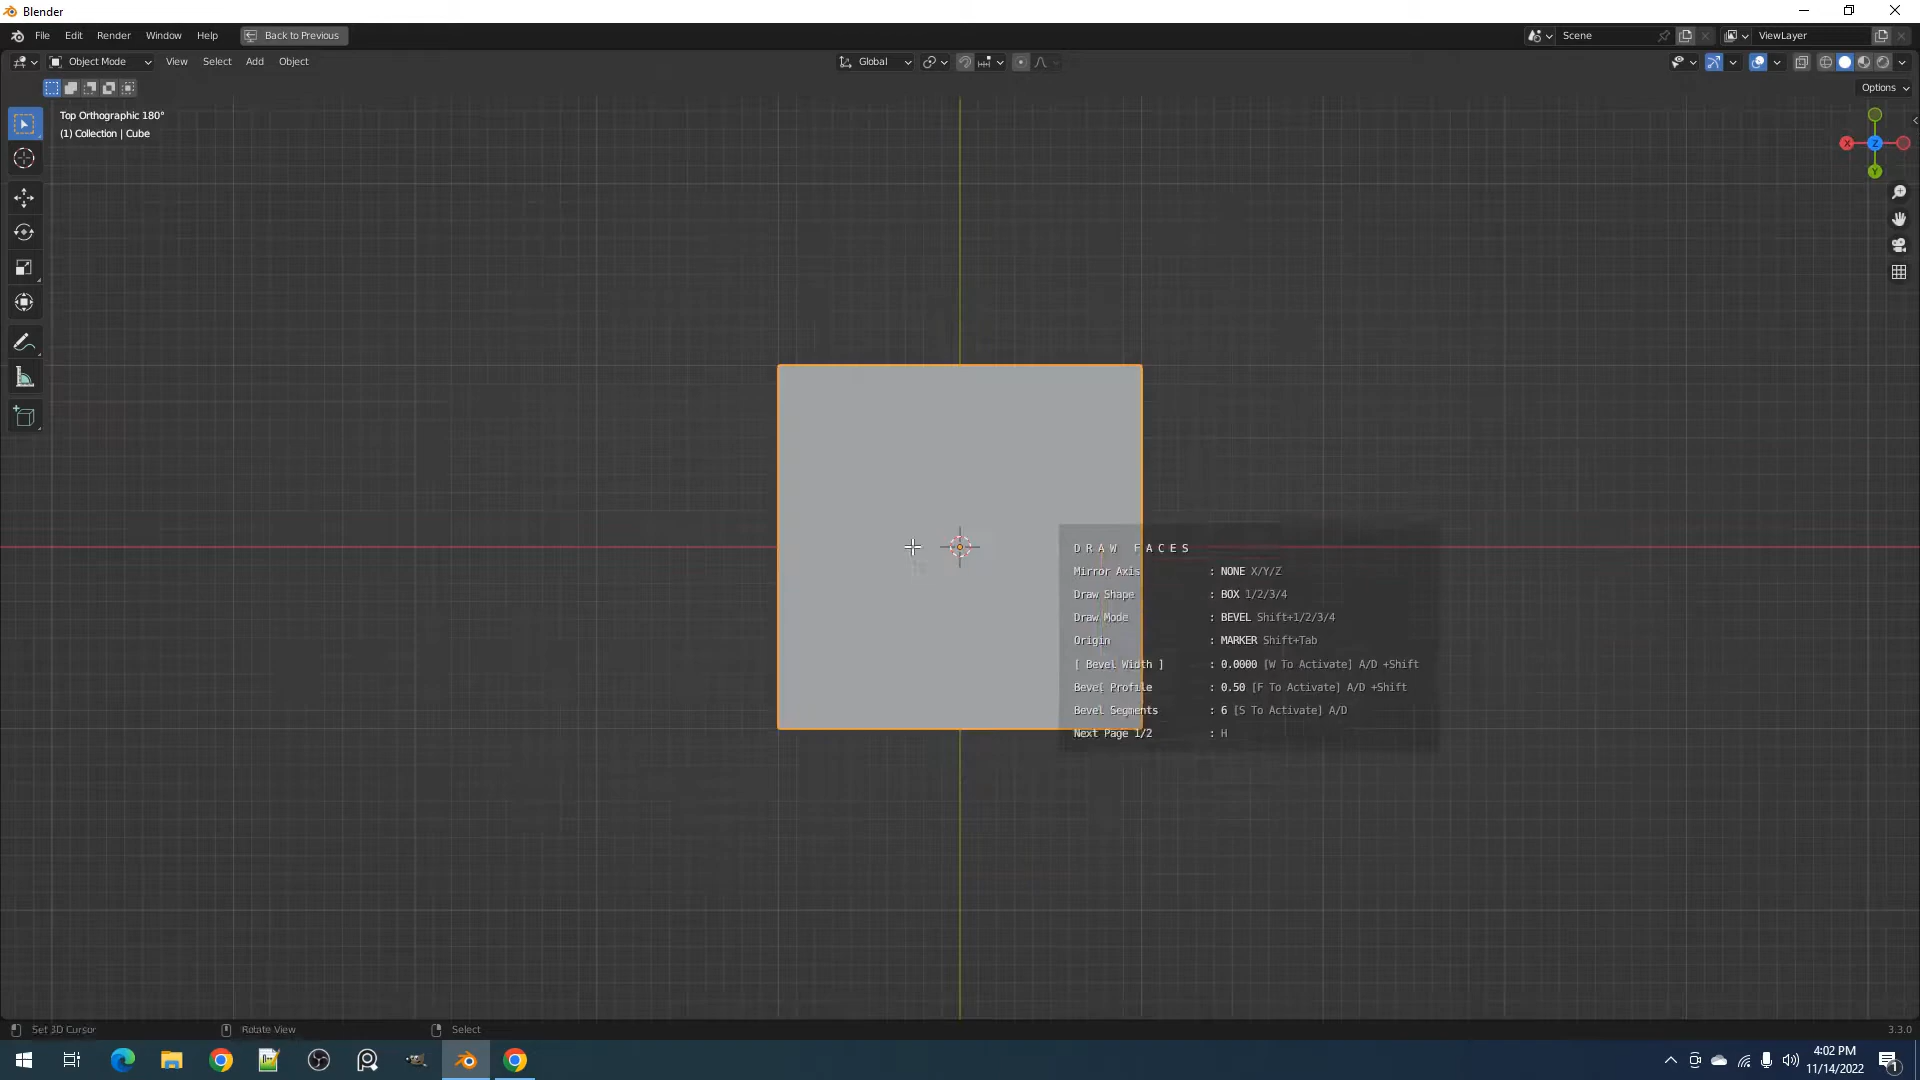 Blender
File Edit Render Window Help Back to Previous
Scene
ViewLayer
Object Mode View Select Add Object
Global
Options
Top Orthographic 180°
(1) Collection | Cube
X Z
Y
DRAW FACES
Mirror Axis : NONE X/Y/Z
Draw Shape : BOX 1/2/3/4
Draw Mode : BEVEL Shift+1/2/3/4
Origin : MARKER Shift+Tab
[ Bevel Width ] : 0.0000 [W To Activate] A/D +Shift
Bevel Profile : 0.50 [F To Activate] A/D +Shift
Bevel Segments : 6 [S To Activate] A/D
Next Page 1/2 : H
Set 3D Cursor Rotate View Select 3.3.0
4:02 PM
11/14/2022
1